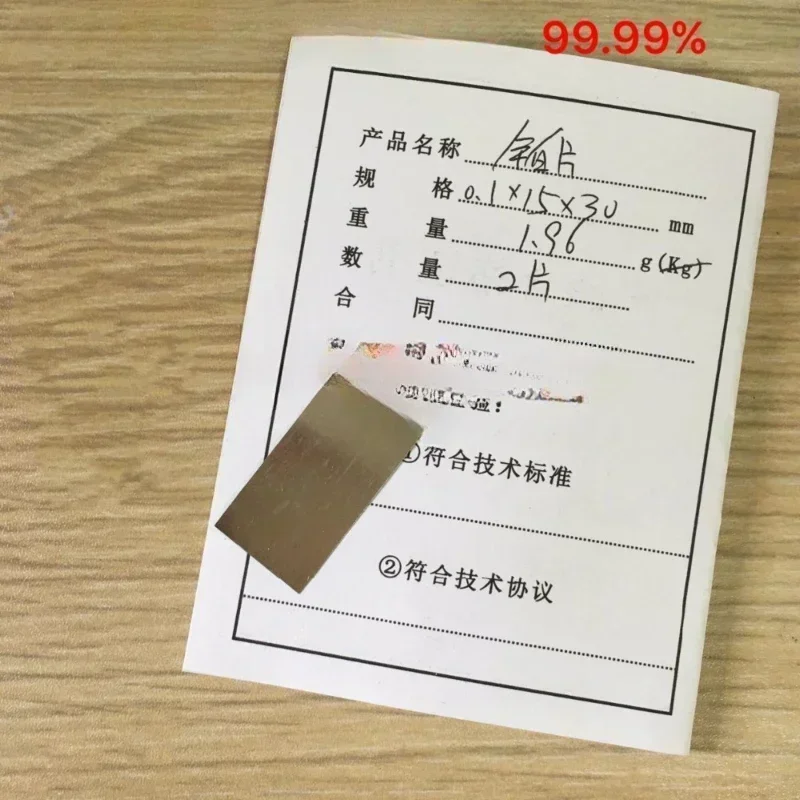 99.99%
产品名称 铂片
规 格 0.1×15×30 mm
重 量 1.96 g(Kg)
数 量 2片
合 同
验:
①符合技术标准
②符合技术协议